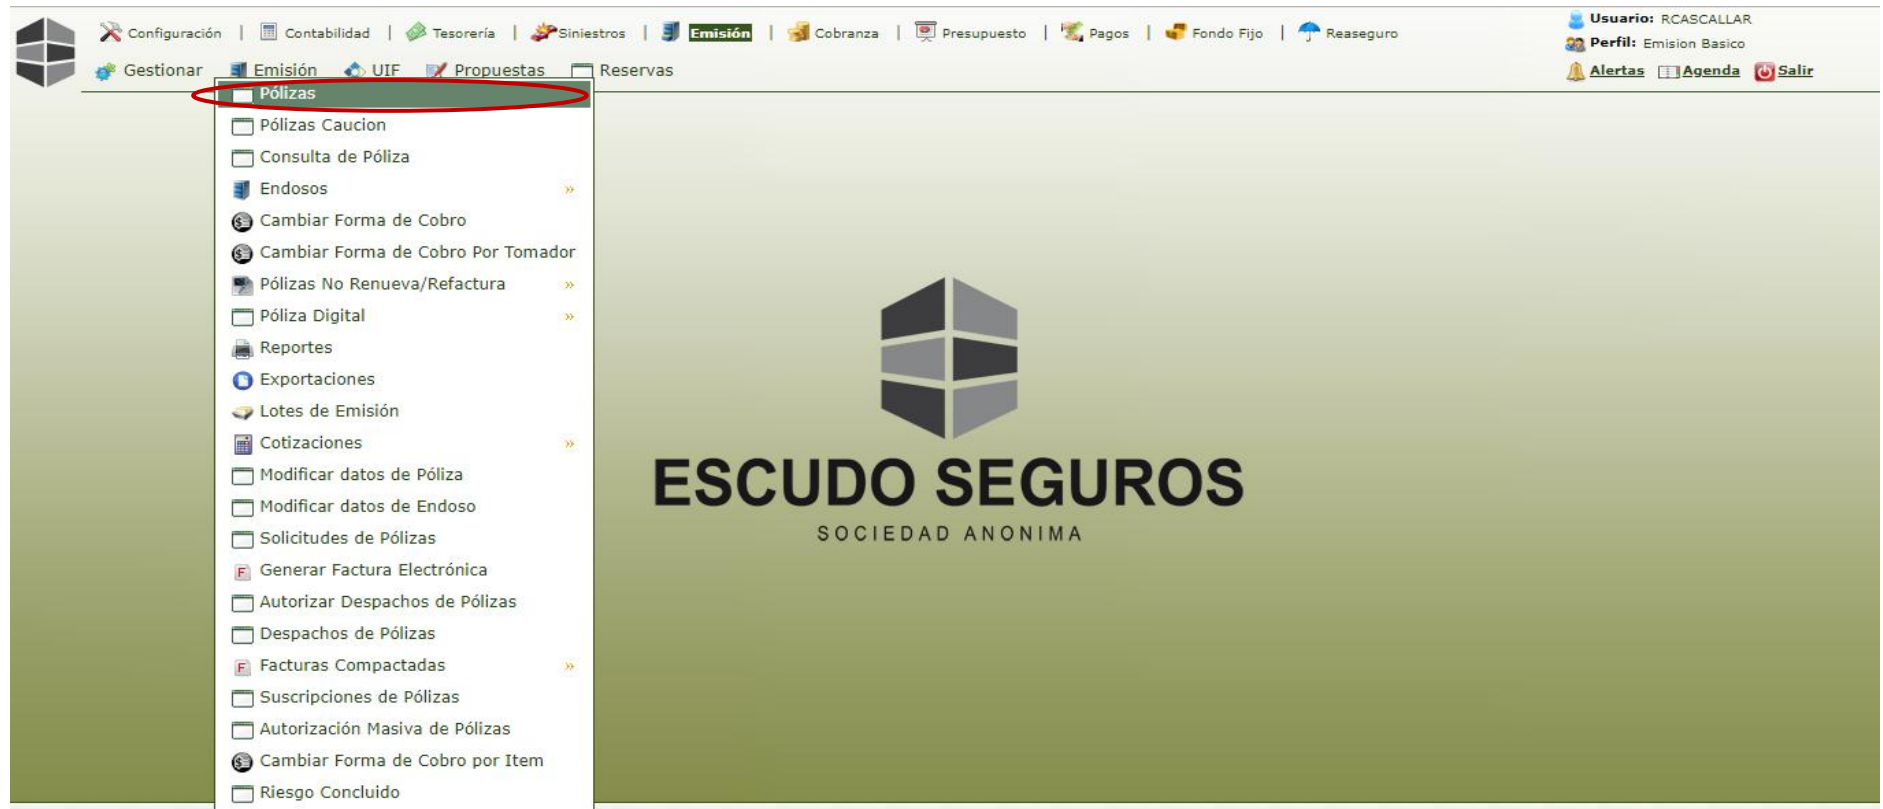 Configuración | Contabilidad | Tesorería | Siniestros | Emisión | Cobranza | Presupuesto | Pagos | Fondo Fijo | Reaseguro
Usuario: RCASCALLAR
Perfil: Emision Basico
Gestionar Emisión UIF Propuestas Reservas
Alertas Agenda Salir
Pólizas
Pólizas Caucion
Consulta de Póliza
Endosos »
Cambiar Forma de Cobro
Cambiar Forma de Cobro Por Tomador
Pólizas No Renueva/Refactura »
Póliza Digital »
Reportes
Exportaciones
Lotes de Emisión
Cotizaciones »
Modificar datos de Póliza
Modificar datos de Endoso
Solicitudes de Pólizas
Generar Factura Electrónica
Autorizar Despachos de Pólizas
Despachos de Pólizas
Facturas Compactadas »
Suscripciones de Pólizas
Autorización Masiva de Pólizas
Cambiar Forma de Cobro por Item
Riesgo Concluido
ESCUDO SEGUROS
SOCIEDAD ANONIMA